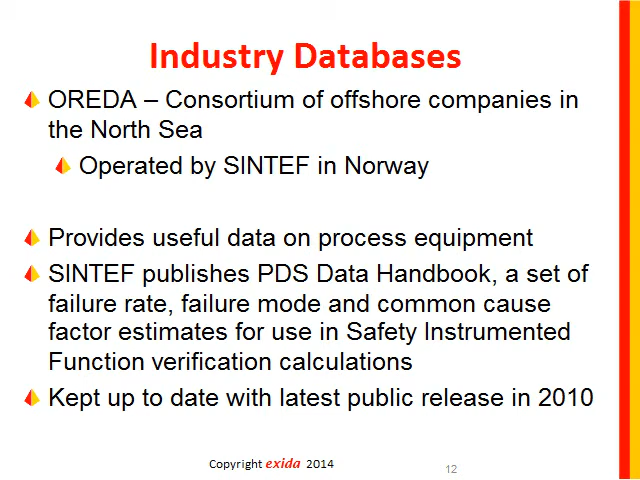 Industry Databases
OREDA – Consortium of offshore companies in
the North Sea
Operated by SINTEF in Norway
Provides useful data on process equipment
SINTEF publishes PDS Data Handbook, a set of
failure rate, failure mode and common cause
factor estimates for use in Safety Instrumented
Function verification calculations
Kept up to date with latest public release in 2010
Copyright exida 2014
12